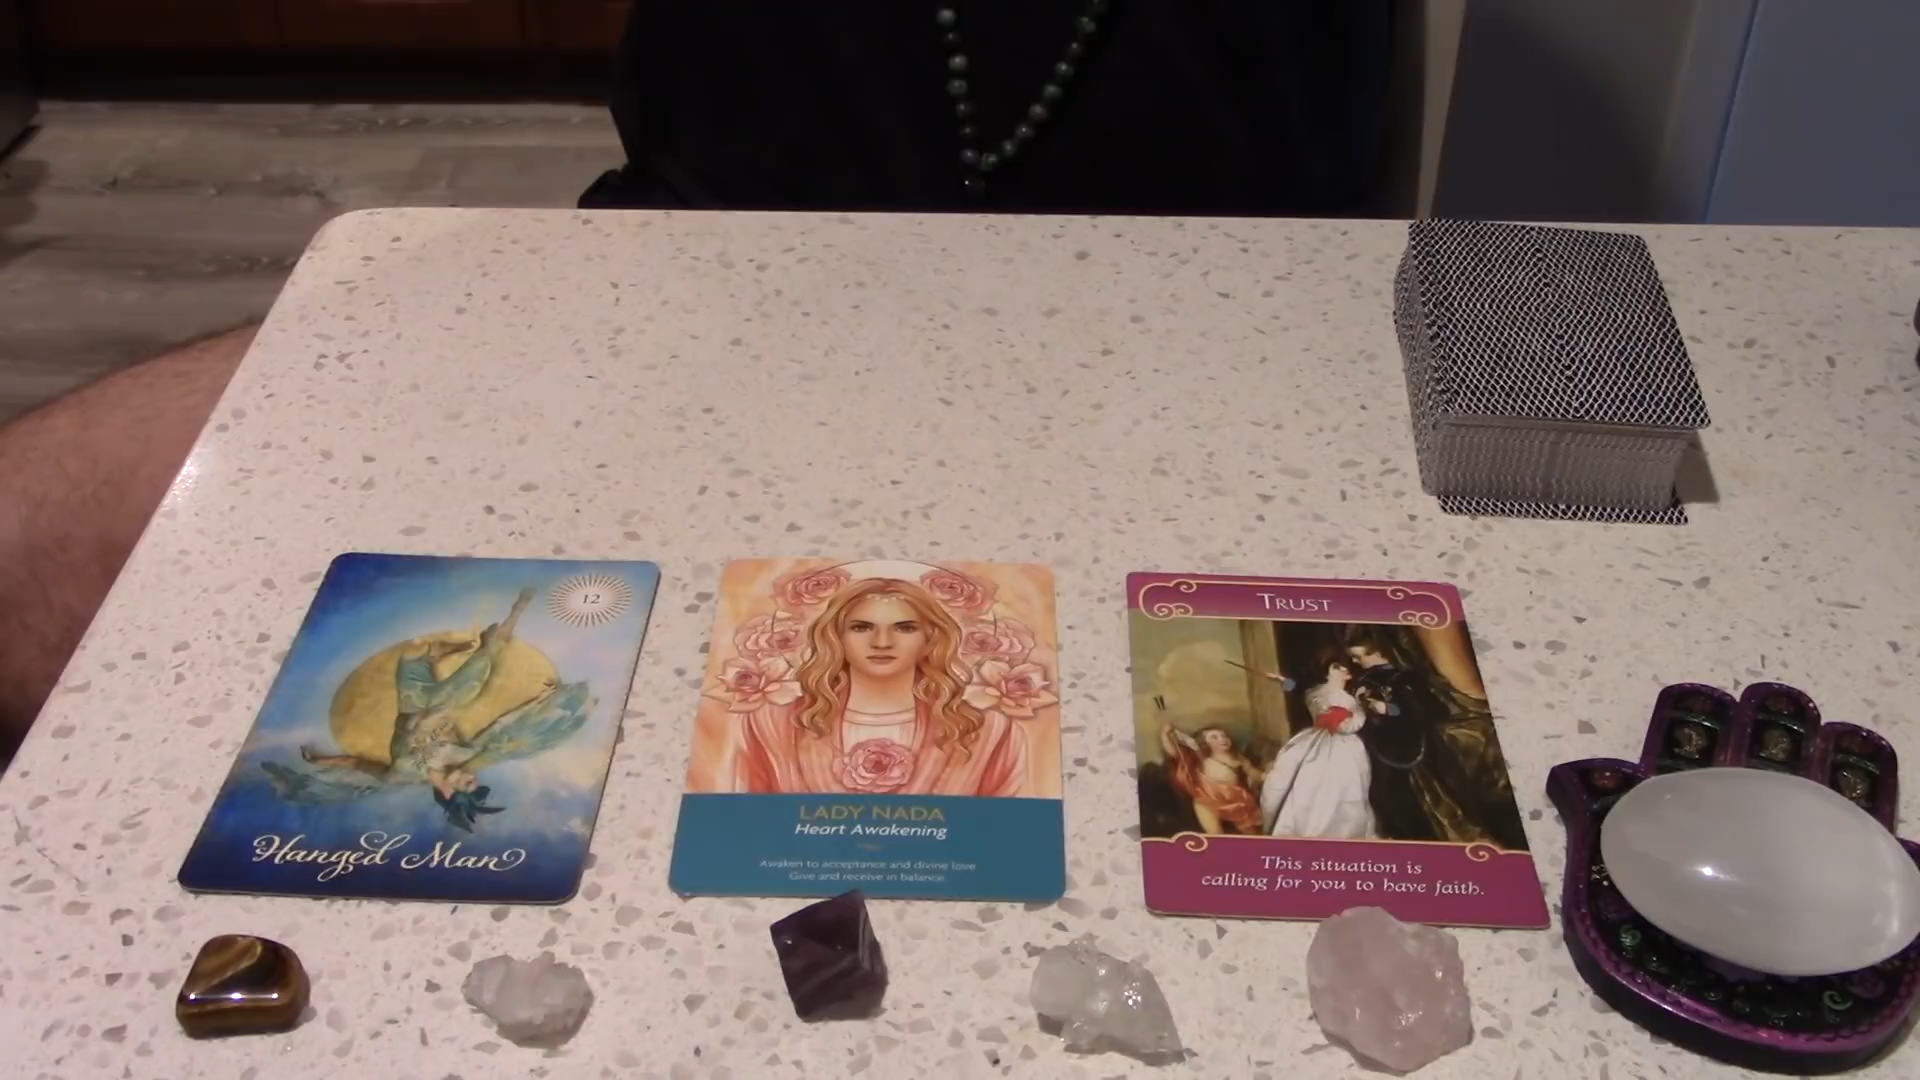 12
Hanged Man
LADY NADA
Heart Awakening
Awaken to acceptance and divine love
Give and receive in balance.
TRUST
This situation is
calling for you to have faith.